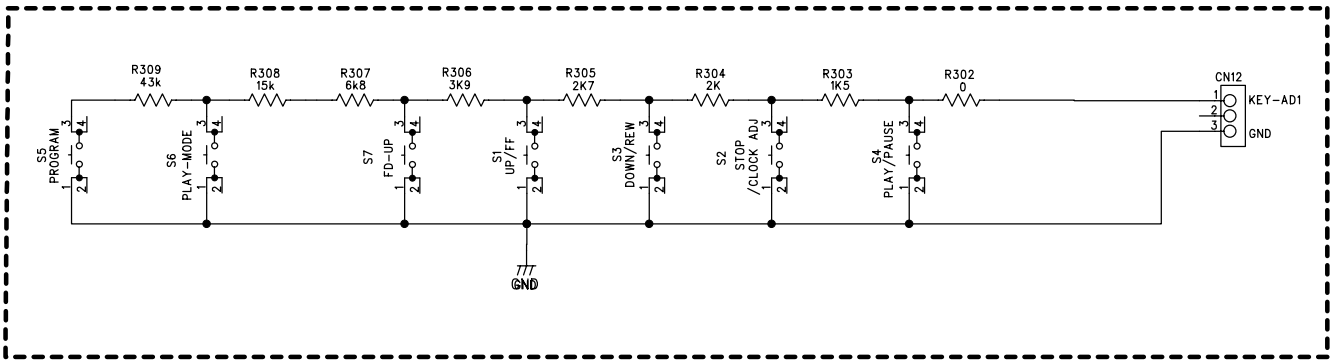 R309
43k
R308
15k
R307
6k8
R306
3K9
R305
2K7
R304
2K
R303
1K5
R302
0
CN12
1
KEY-AD1
2
3
GND
3 4
S5
PROGRAM
1 2
3 4
S6
PLAY-MODE
1 2
3 4
S7
FD-UP
1 2
3 4
S1
UP/FF
1 2
3 4
S3
DOWN/REW
1 2
3 4
S2
STOP
/CLOCK ADJ
1 2
3 4
S4
PLAY/PAUSE
1 2
GND